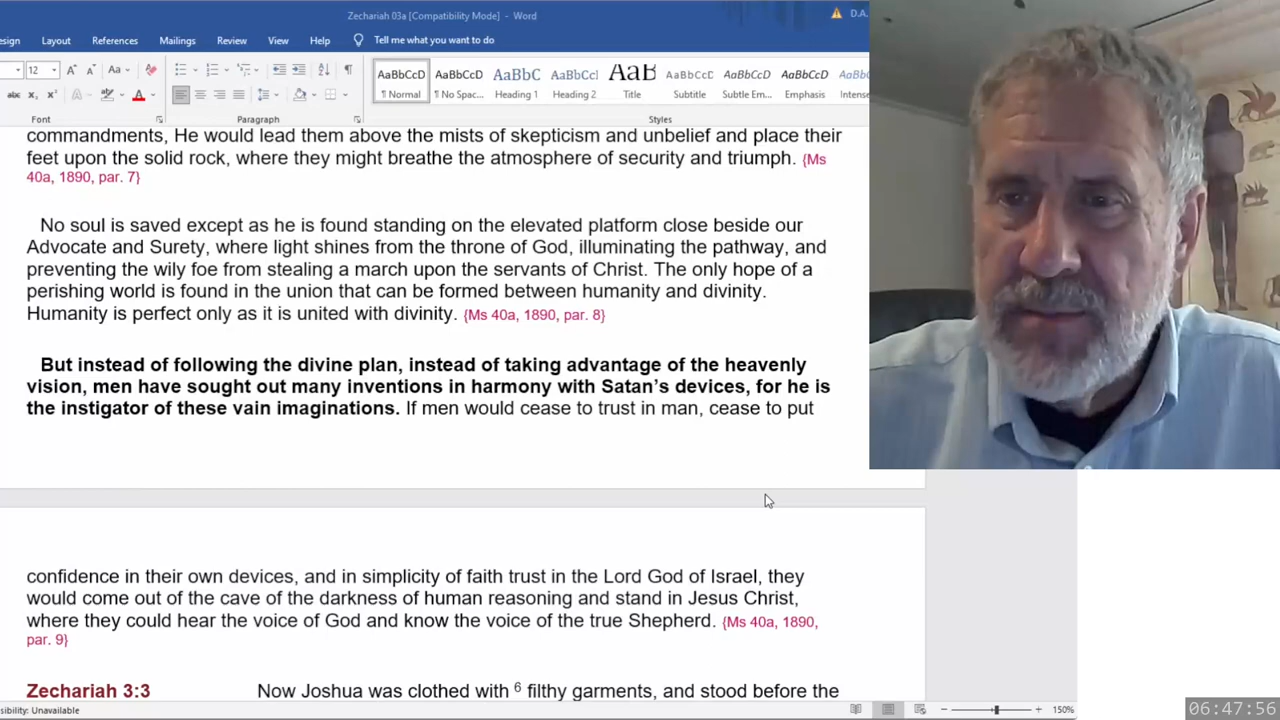 Zechariah 03a [Compatibility Mode] - Word
D.A.
Layout References Mailings Review View Help Tell me what you want to do
12 Aa
AaBbCcD AaBbCcD AaBbC AaBbCcI AaB AaBbCcD AaBbCcD AaBbCcD
¶ Normal ¶ No Spac... Heading 1 Heading 2 Title Subtitle Subtle Em... Emphasis
Font Paragraph Styles
commandments, He would lead them above the mists of skepticism and unbelief and place their
feet upon the solid rock, where they might breathe the atmosphere of security and triumph. {Ms
40a, 1890, par. 7}
No soul is saved except as he is found standing on the elevated platform close beside our
Advocate and Surety, where light shines from the throne of God, illuminating the pathway, and
preventing the wily foe from stealing a march upon the servants of Christ. The only hope of a
perishing world is found in the union that can be formed between humanity and divinity.
Humanity is perfect only as it is united with divinity. {Ms 40a, 1890, par. 8}
But instead of following the divine plan, instead of taking advantage of the heavenly
vision, men have sought out many inventions in harmony with Satan’s devices, for he is
the instigator of these vain imaginations. If men would cease to trust in man, cease to put
confidence in their own devices, and in simplicity of faith trust in the Lord God of Israel, they
would come out of the cave of the darkness of human reasoning and stand in Jesus Christ,
where they could hear the voice of God and know the voice of the true Shepherd. {Ms 40a, 1890,
par. 9}
Zechariah 3:3 Now Joshua was clothed with 6 filthy garments, and stood before the
sibility: Unavailable
150%
06:47:56